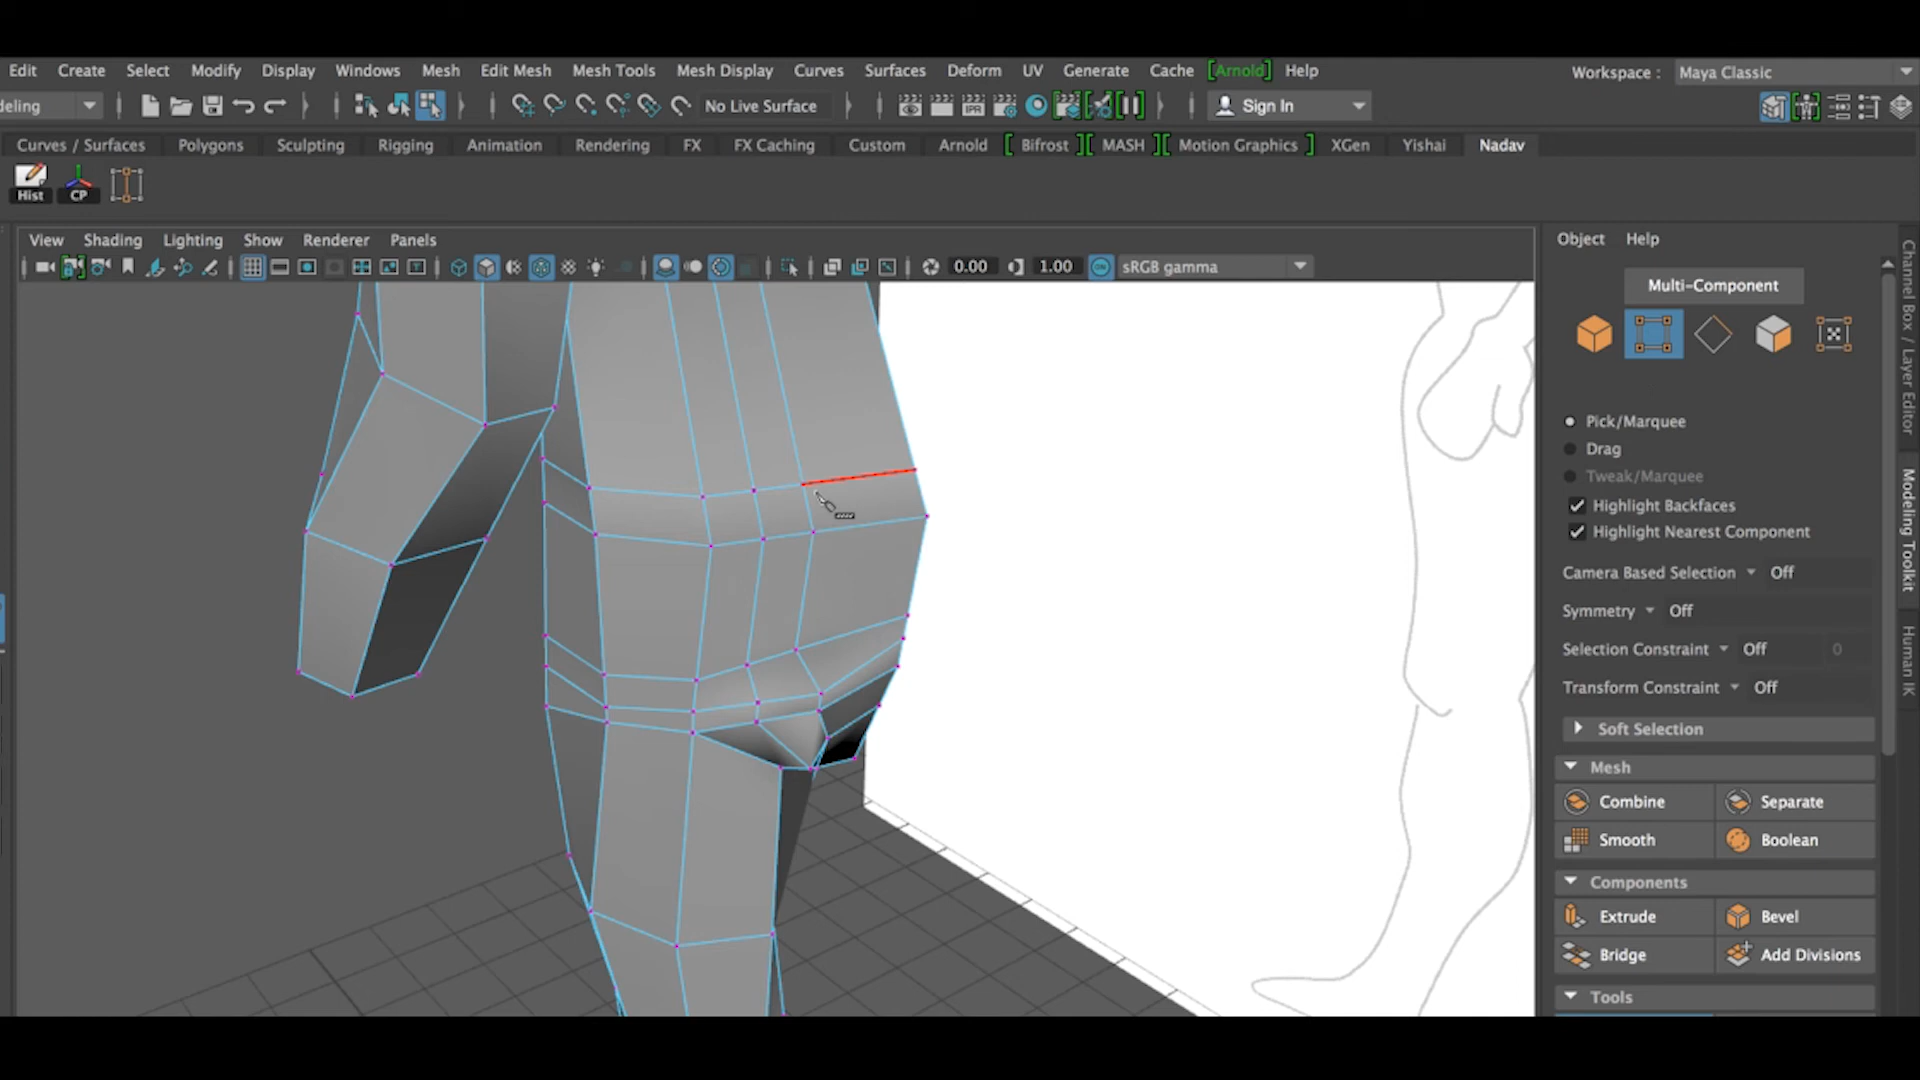 Edit Create Select Modify Display Windows Mesh Edit Mesh Mesh Tools Mesh Display Curves Surfaces Deform UV Generate Cache [Arnold] Help Workspace : Maya Classic
deling No Live Surface IPR Sign In
Curves / Surfaces Polygons Sculpting Rigging Animation Rendering FX FX Caching Custom Arnold [ Bifrost ] [ MASH ] [ Motion Graphics ] XGen Yishai Nadav
Hist CP
View Shading Lighting Show Renderer Panels
0.00 1.00 sRGB gamma
Object Help
Multi-Component
Pick/Marquee
Drag
Tweak/Marquee
Highlight Backfaces
Highlight Nearest Component
Camera Based Selection Off
Symmetry Off
Selection Constraint Off 0
Transform Constraint Off
Soft Selection
Mesh
Combine Separate
Smooth Boolean
Components
Extrude Bevel
Bridge Add Divisions
Tools
Channel Box / Layer Editor
Modeling Toolkit
Human IK